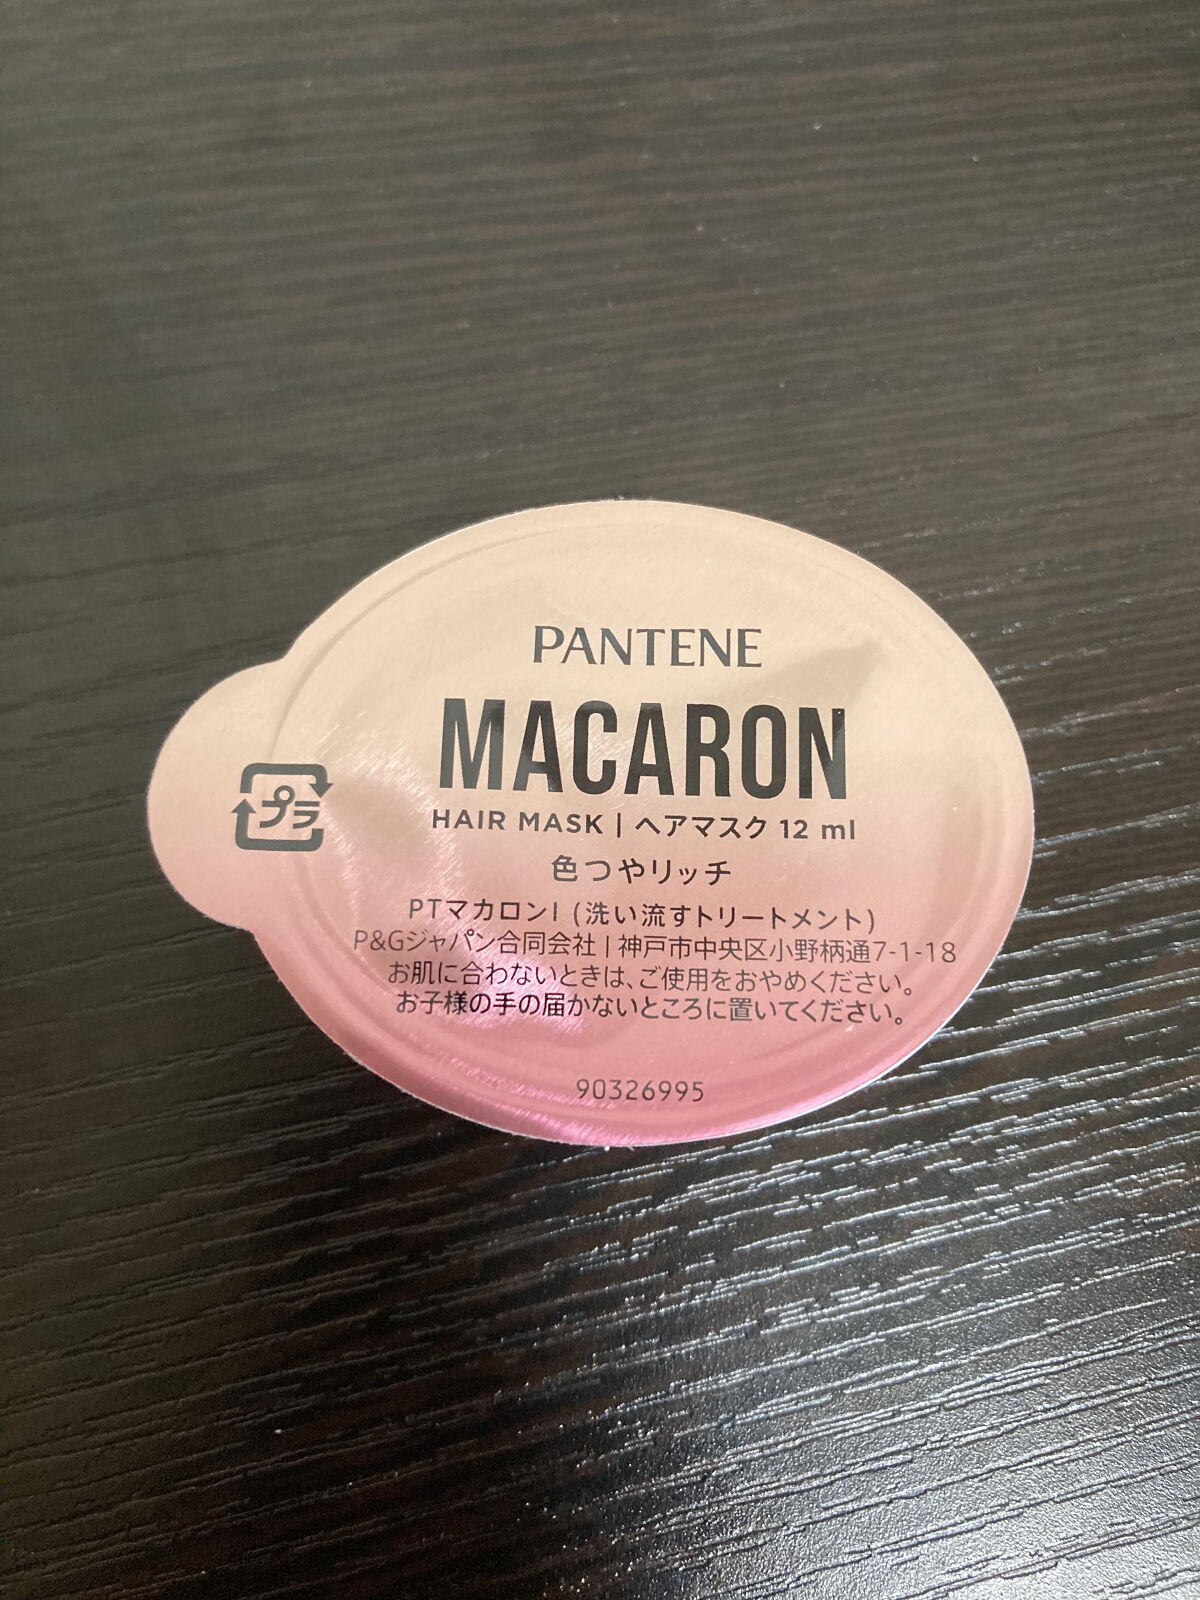 PANTENE
MACARON
HAIR MASK | ヘアマスク 12 ml
色つやリッチ
プラ
PTマカロンI (洗い流すトリートメント)
P&Gジャパン合同会社 | 神戸市中央区小野柄通7-1-18
お肌に合わないときは、ご使用をおやめください。
お子様の手の届かないところに置いてください。
90326995